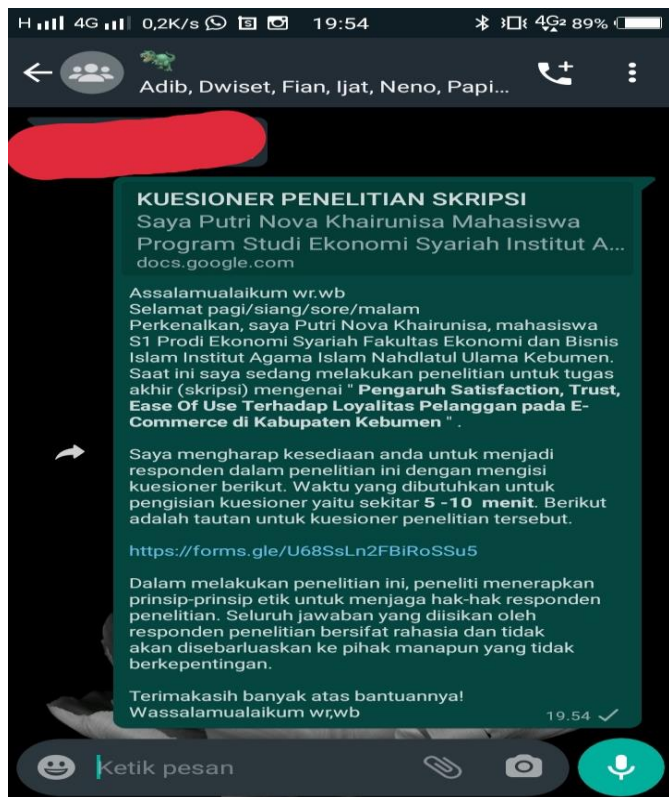 H 4G 0,2K/s 19:54 4G2 89%
Adib, Dwiset, Fian, Ijat, Neno, Papi...
KUESIONER PENELITIAN SKRIPSI
Saya Putri Nova Khairunisa Mahasiswa
Program Studi Ekonomi Syariah Institut A...
docs.google.com
Assalamualaikum wr.wb
Selamat pagi/siang/sore/malam
Perkenalkan, saya Putri Nova Khairunisa, mahasiswa
S1 Prodi Ekonomi Syariah Fakultas Ekonomi dan Bisnis
Islam Institut Agama Islam Nahdlatul Ulama Kebumen.
Saat ini saya sedang melakukan penelitian untuk tugas
akhir (skripsi) mengenai " Pengaruh Satisfaction, Trust,
Ease Of Use Terhadap Loyalitas Pelanggan pada E-
Commerce di Kabupaten Kebumen " .
Saya mengharap kesediaan anda untuk menjadi
responden dalam penelitian ini dengan mengisi
kuesioner berikut. Waktu yang dibutuhkan untuk
pengisian kuesioner yaitu sekitar 5 -10 menit. Berikut
adalah tautan untuk kuesioner penelitian tersebut.
https://forms.gle/U68SsLn2FBiRoSSu5
Dalam melakukan penelitian ini, peneliti menerapkan
prinsip-prinsip etik untuk menjaga hak-hak responden
penelitian. Seluruh jawaban yang diisikan oleh
responden penelitian bersifat rahasia dan tidak
akan disebarluaskan ke pihak manapun yang tidak
berkepentingan.
Terimakasih banyak atas bantuannya!
Wassalamualaikum wr,wb
19.54
Ketik pesan